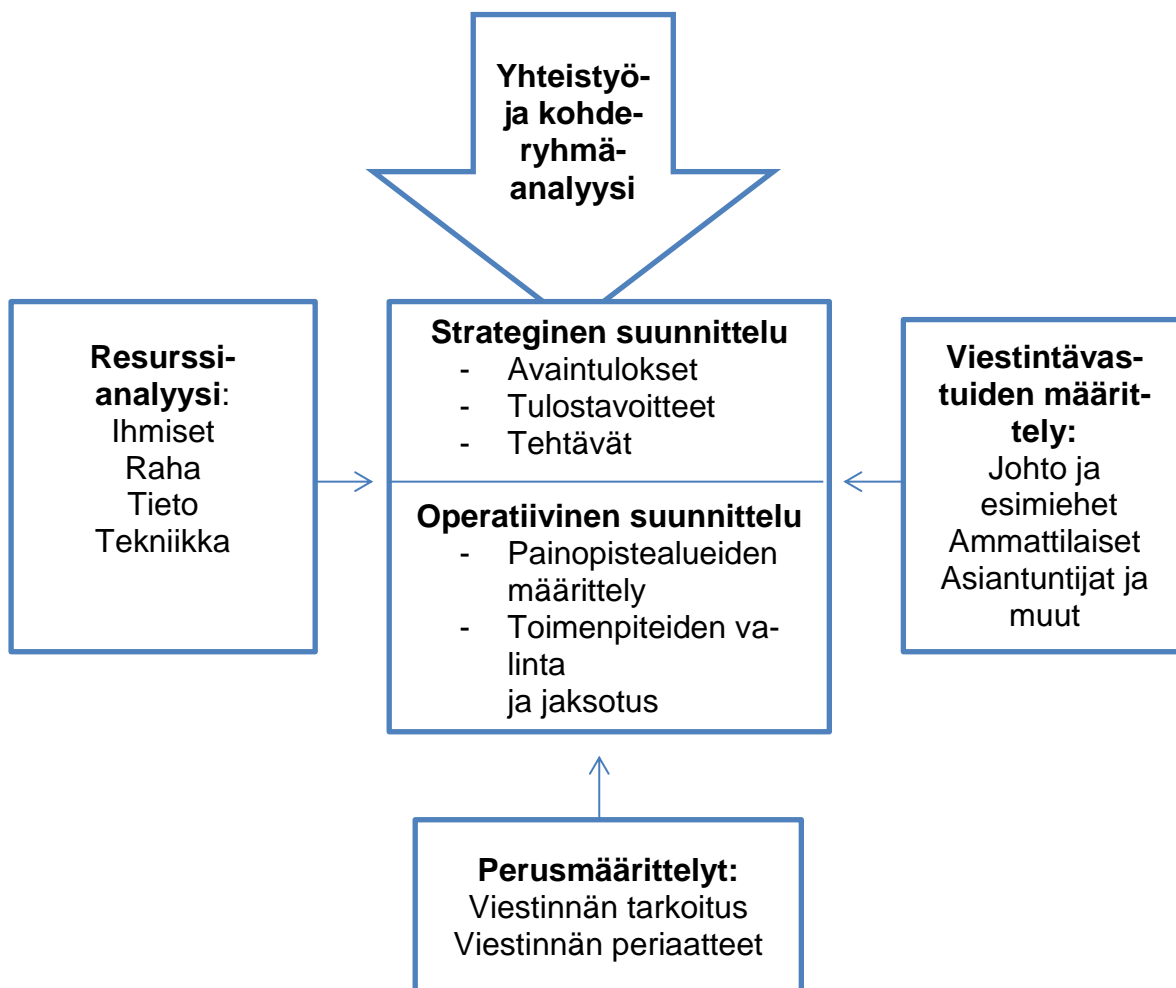 Yhteistyö-
ja kohde-
ryhmä-
analyysi
Resurssi-
analyysi:
Ihmiset
Raha
Tieto
Tekniikka
Strateginen suunnittelu
- Avaintulokset
- Tulostavoitteet
- Tehtävät
Operatiivinen suunnittelu
- Painopistealueiden
määrittely
- Toimenpiteiden va-
linta
ja jaksotus
Viestintävas-
tuiden määrit-
tely:
Johto ja
esimiehet
Ammattilaiset
Asiantuntijat ja
muut
Perusmäärittelyt:
Viestinnän tarkoitus
Viestinnän periaatteet